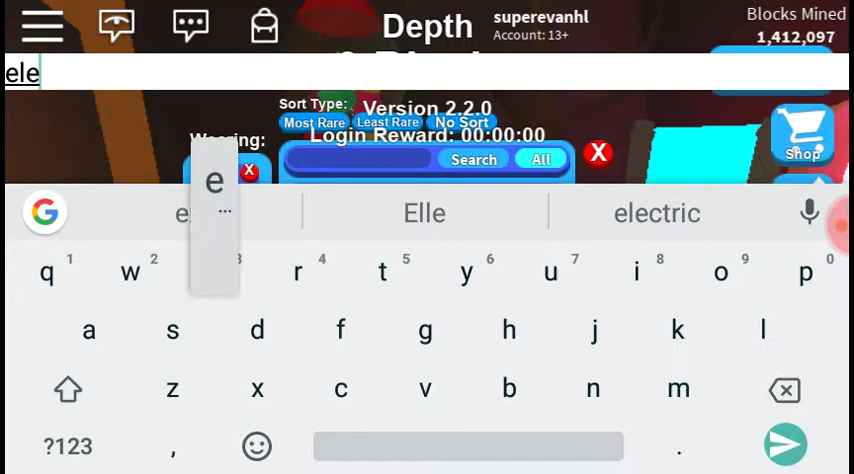 Depth
superevanhl
Account: 13+
Blocks Mined
1,412,097
ele
Sort Type:
Version 2.2.0
Most Rare
Least Rare
No Sort
Wearing:
Login Reward: 00:00:00
X
Search
All
X
Shop
e
...
Elle
electric
q 1 w 2 3 r 4 t 5 y 6 u 7 i 8 o 9 p 0
a s d f g h j k l
z x c v b n m
?123 , .